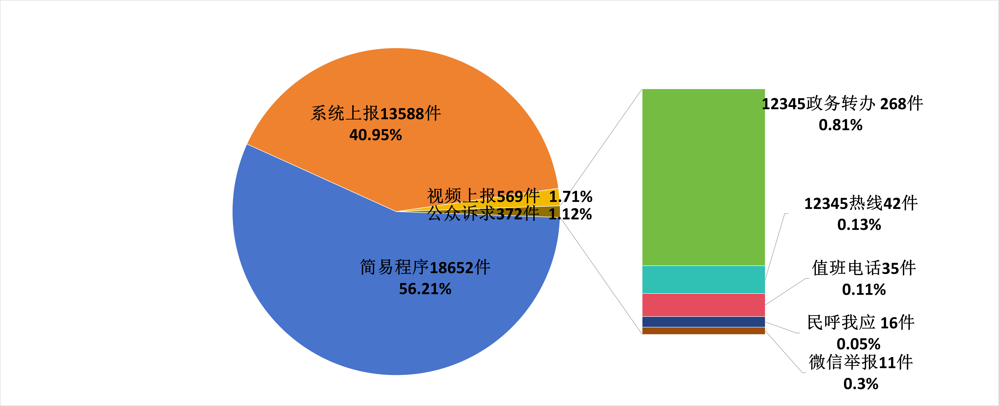 系统上报13588件
40.95%
视频上报569件 1.71%
公众诉求372件 1.12%
简易程序18652件
56.21%
12345政务转办 268件
0.81%
12345热线42件
0.13%
值班电话35件
0.11%
民呼我应 16件
0.05%
微信举报11件
0.3%